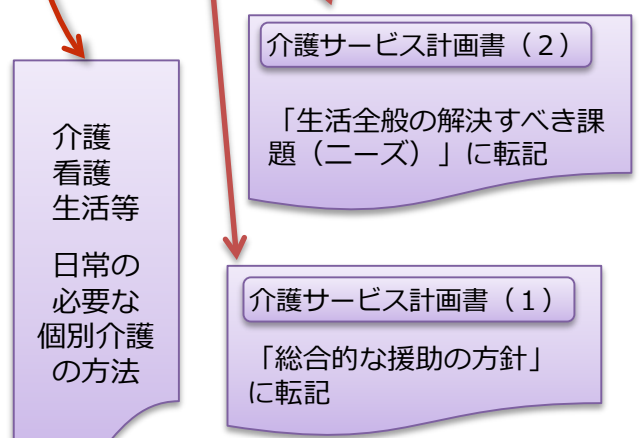 介護
看護
生活等
日常の
必要な
個別介護
の方法
介護サービス計画書（２）
「生活全般の解決すべき課
題（ニーズ）」に転記
介護サービス計画書（１）
「総合的な援助の方針」
に転記